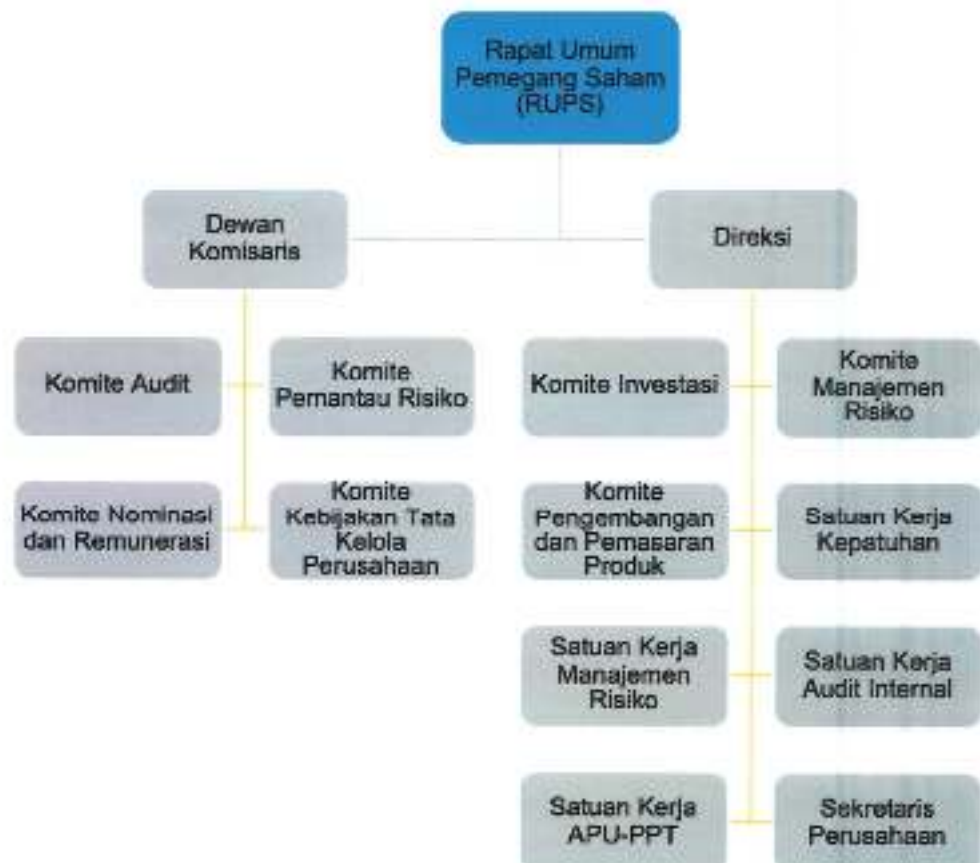 Rapat Umum
Pemegang Saham
(RUPS)
Dewan
Komisaris
Direksi
Komite Audit
Komite
Pemantau Risiko
Komite Investasi
Komite
Manajemen
Risiko
Komite Nominasi
dan Remunerasi
Komite
Kebijakan Tata
Kelola
Perusahaan
Komite
Pengembangan
dan Pemasaran
Produk
Satuan Kerja
Kepatuhan
Satuan Kerja
Manajemen
Risiko
Satuan Kerja
Audit Internal
Satuan Kerja
APU-PPT
Sekretaris
Perusahaan